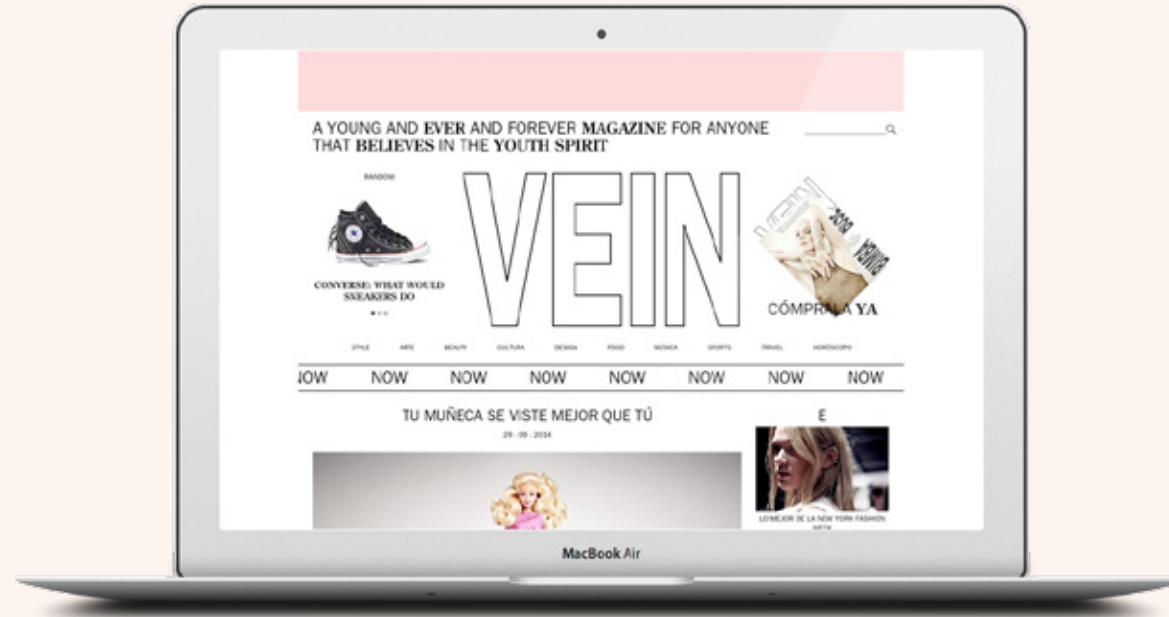 A YOUNG AND EVER AND FOREVER MAGAZINE FOR ANYONE
THAT BELIEVES IN THE YOUTH SPIRIT
RANDOM
CONVERSE: WHAT WOULD
SNEAKERS DO
VEIN
VEIN
CÓMPRALA YA
STYLE ARTE BEAUTY CULTURA DESIGN FOOD MÚSICA SPORTS TRAVEL HORÓSCOPO
NOW NOW NOW NOW NOW NOW NOW NOW
TU MUÑECA SE VISTE MEJOR QUE TÚ
29 - 09 - 2014
E
LO MEJOR DE LA NEW YORK FASHION
WEEK
MacBook Air